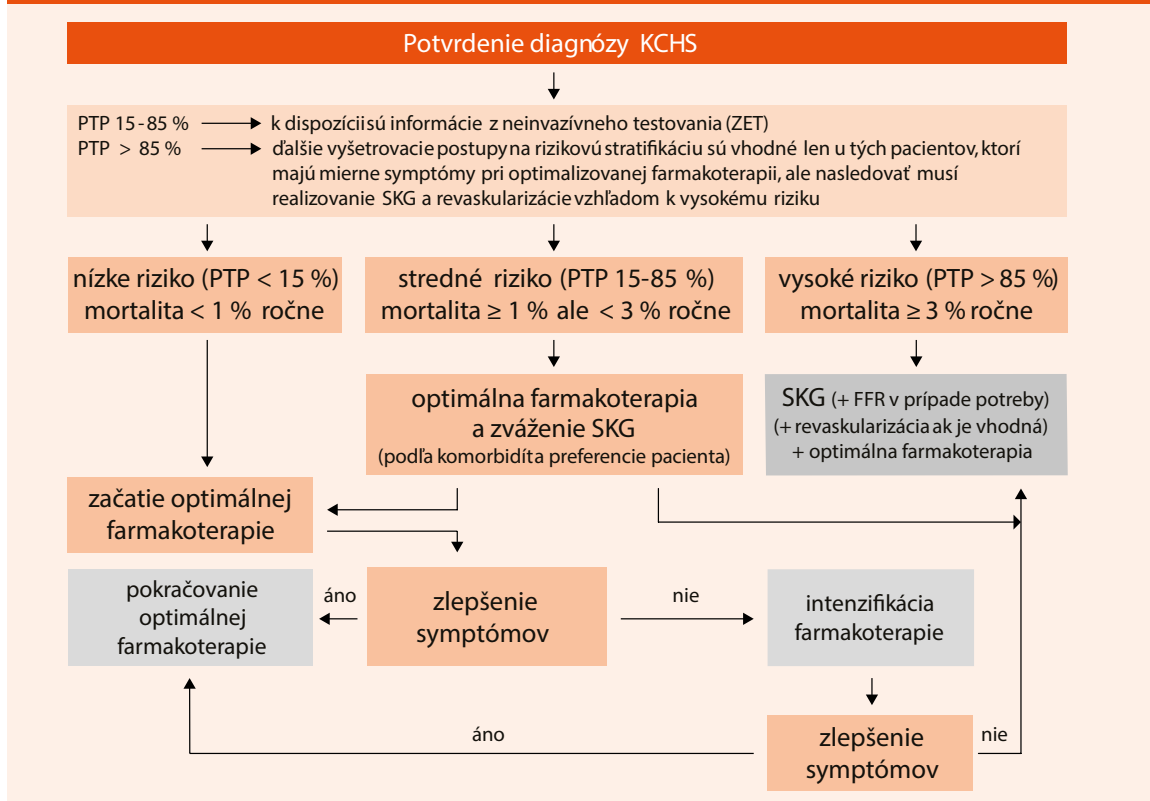 Potvrdenie diagnózy KCHS
PTP 15-85 % k dispozícii sú informácie z neinvazívneho testovania (ZET)
PTP > 85 % ďalšie vyšetrovacie postupy na rizikovú stratifikáciu sú vhodné len u tých pacientov, ktorí
majú mierne symptómy pri optimalizovanej farmakoterapii, ale nasledovať musí
realizovanie SKG a revaskularizácie vzhľadom k vysokému riziku
nízke riziko (PTP < 15 %)
mortalita < 1 % ročne
stredné riziko (PTP 15-85 %)
mortalita ≥ 1 % ale < 3 % ročne
vysoké riziko (PTP > 85 %)
mortalita ≥ 3 % ročne
optimálna farmakoterapia
a zváženie SKG
(podľa komorbidít a preferencie pacienta)
SKG (+ FFR v prípade potreby)
(+ revaskularizácia ak je vhodná)
+ optimálna farmakoterapia
začatie optimálnej
farmakoterapie
pokračovanie
optimálnej
farmakoterapie
áno
zlepšenie
symptómov
nie
intenzifikácia
farmakoterapie
áno
zlepšenie
symptómov
nie